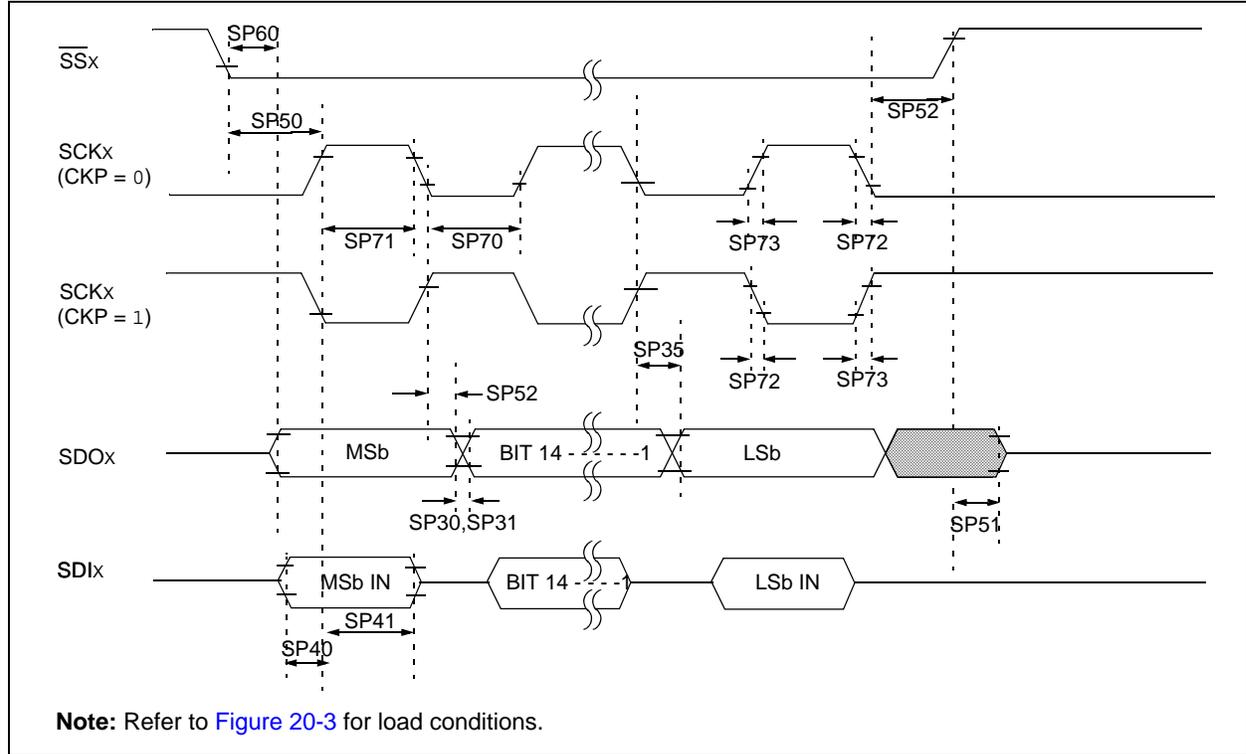 SP60
SSX
SP52
SP50
SCKX
(CKP = 0)
SP71
SP70
SP73
SP72
SCKX
(CKP = 1)
SP35
SP72
SP73
SP52
SDOX
MSb
BIT 14 - - - - - -1
LSb
SP30,SP31
SP51
SDIX
MSb IN
BIT 14 - - - -1
LSb IN
SP41
SP40
Note: Refer to Figure 20-3 for load conditions.